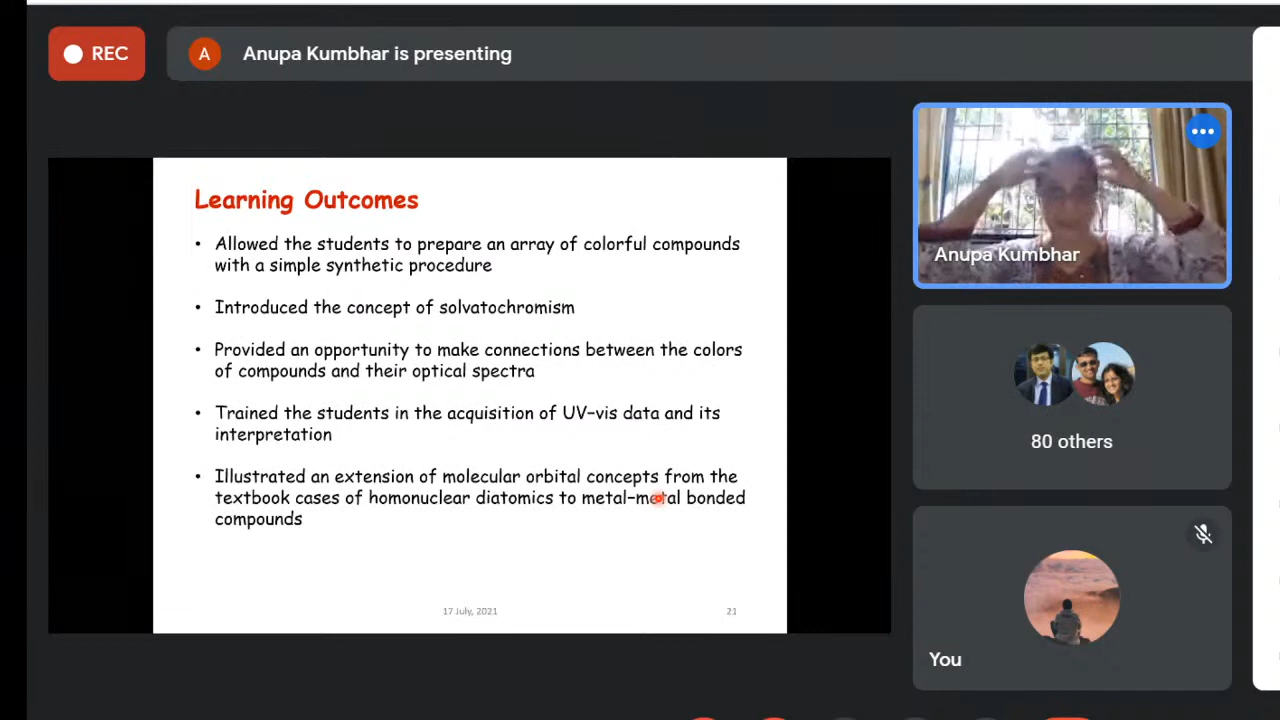 REC
A
Anupa Kumbhar is presenting
Learning Outcomes
• Allowed the students to prepare an array of colorful compounds
with a simple synthetic procedure
• Introduced the concept of solvatochromism
• Provided an opportunity to make connections between the colors
of compounds and their optical spectra
• Trained the students in the acquisition of UV-vis data and its
interpretation
• Illustrated an extension of molecular orbital concepts from the
textbook cases of homonuclear diatomics to metal-metal bonded
compounds
17 July, 2021
21
Anupa Kumbhar
80 others
You